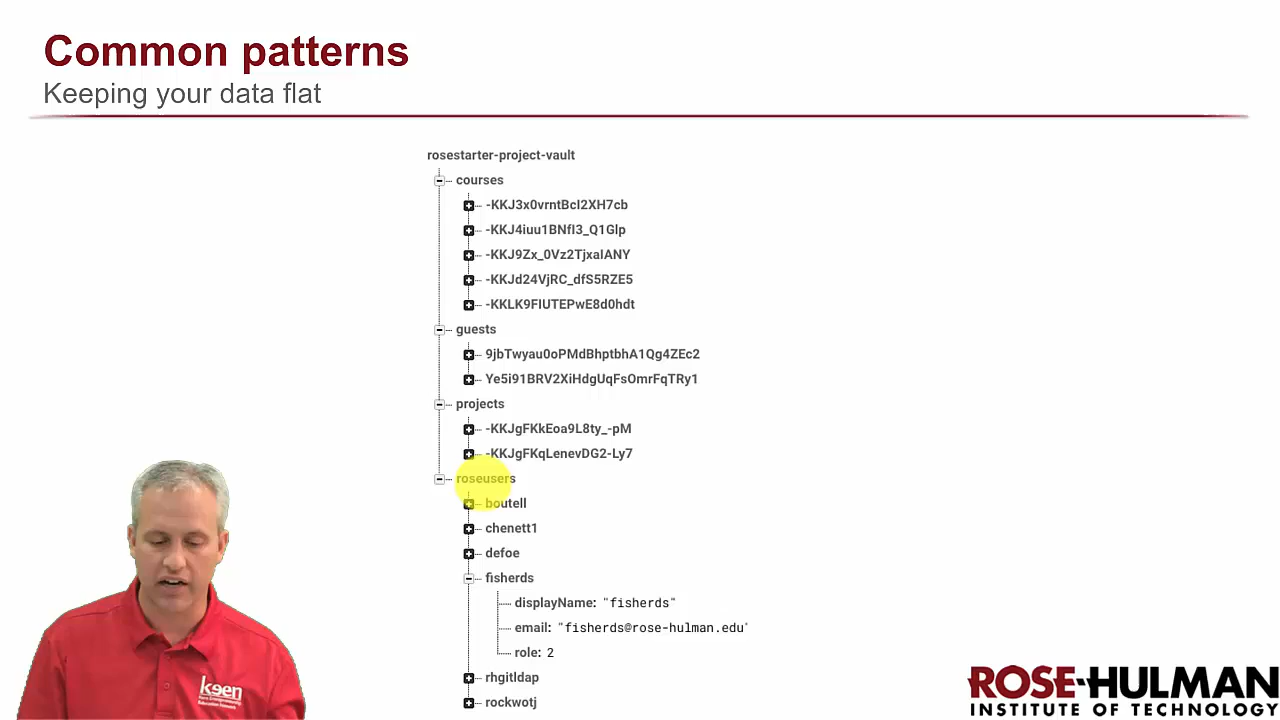 Common patterns
Keeping your data flat
rosestarter-project-vault
courses
-KKJ3x0vrntBcI2XH7cb
-KKJ4iuu1BNfI3_Q1Glp
-KKJ9Zx_0Vz2TjxaIANY
-KKJd24VjRC_dfS5RZE5
-KKLK9FIUTEPwE8d0hdt
guests
9jbTwyau0oPMdBhptbhA1Qg4ZEc2
Ye5i91BRV2XiHdgUqFsOmrFqTRy1
projects
-KKJgFKkEoa9L8ty_-pM
-KKJgFKqLenevDG2-Ly7
roseusers
boutell
chenett1
defoe
fisherds
displayName: "fisherds"
email: "fisherds@rose-hulman.edu"
role: 2
rhgitldap
rockwotj
keen
ROSE-HULMAN
INSTITUTE OF TECHNOLOGY